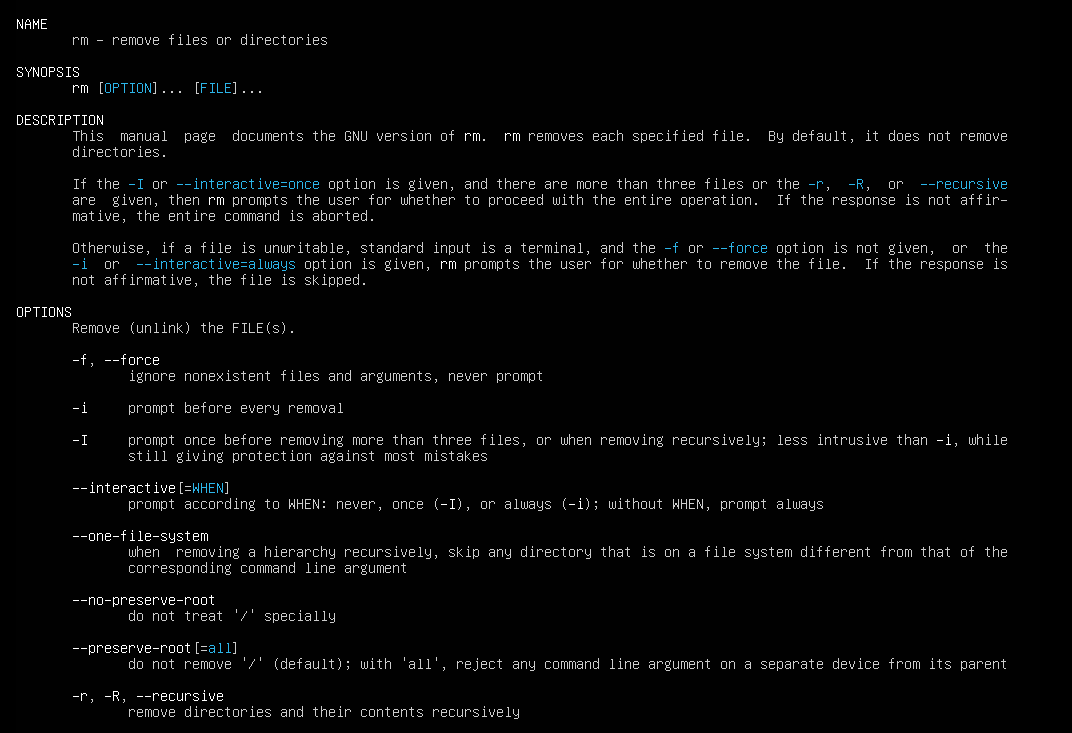 NAME
rm - remove files or directories
SYNOPSIS
rm [OPTION]... [FILE]...
DESCRIPTION
This  manual  page  documents the GNU version of rm.  rm removes each specified file.  By default, it does not remove
directories.
If the -I or --interactive=once option is given, and there are more than three files or the -r,  -R,  or  --recursive
are  given, then rm prompts the user for whether to proceed with the entire operation.  If the response is not affir-
mative, the entire command is aborted.
Otherwise, if a file is unwritable, standard input is a terminal, and the -f or --force option is not given,  or  the
-i  or  --interactive=always option is given, rm prompts the user for whether to remove the file.  If the response is
not affirmative, the file is skipped.
OPTIONS
Remove (unlink) the FILE(s).
-f, --force
ignore nonexistent files and arguments, never prompt
-i     prompt before every removal
-I     prompt once before removing more than three files, or when removing recursively; less intrusive than -i, while
still giving protection against most mistakes
--interactive[=WHEN]
prompt according to WHEN: never, once (-I), or always (-i); without WHEN, prompt always
--one-file-system
when  removing a hierarchy recursively, skip any directory that is on a file system different from that of the
corresponding command line argument
--no-preserve-root
do not treat '/' specially
--preserve-root[=all]
do not remove '/' (default); with 'all', reject any command line argument on a separate device from its parent
-r, -R, --recursive
remove directories and their contents recursively